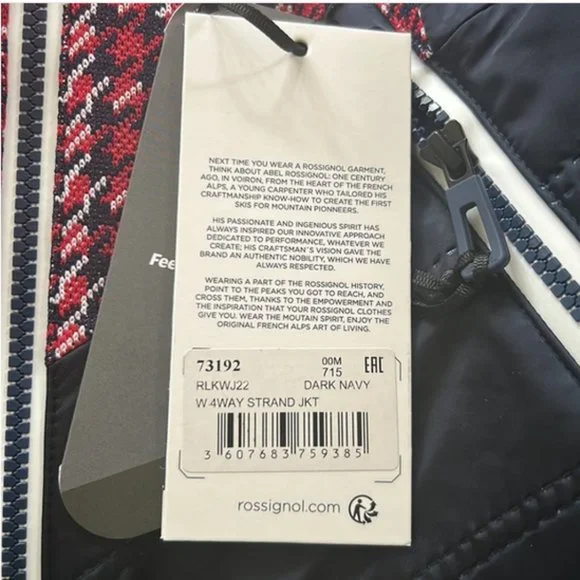 NEXT TIME YOU WEAR A ROSSIGNOL GARMENT,
THINK ABOUT ABEL ROSSIGNOL: ONE CENTURY
AGO, IN VOIRON, FROM THE HEART OF THE FRENCH
ALPS, A YOUNG CARPENTER WHO TAILORED HIS
CRAFTMANSHIP KNOW-HOW TO CREATE THE FIRST
SKIS FOR MOUNTAIN PIONNEERS.
HIS PASSIONATE AND INGENIOUS SPIRIT HAS
ALWAYS INSPIRED OUR INNOVATIVE APPROACH
DEDICATED TO PERFORMANCE, WHATEVER WE
CREATE; HIS CRAFTSMAN'S VISION GAVE THE
BRAND AN AUTHENTIC NOBILITY, WHICH WE HAVE
ALWAYS RESPECTED.
WEARING A PART OF THE ROSSIGNOL HISTORY,
POINT TO THE PEAKS YOU GOT TO REACH, AND
CROSS THEM, THANKS TO THE EMPOWERMENT AND
THE INSPIRATION THAT YOUR ROSSIGNOL CLOTHES
GIVE YOU. WEAR THE MOUTAIN SPIRIT, ENJOY THE
ORIGINAL FRENCH ALPS ART OF LIVING.
Fee
73192 00M EAC
715
RLKWJ22 DARK NAVY
W 4WAY STRAND JKT
3 607683 759385
rossignol.com